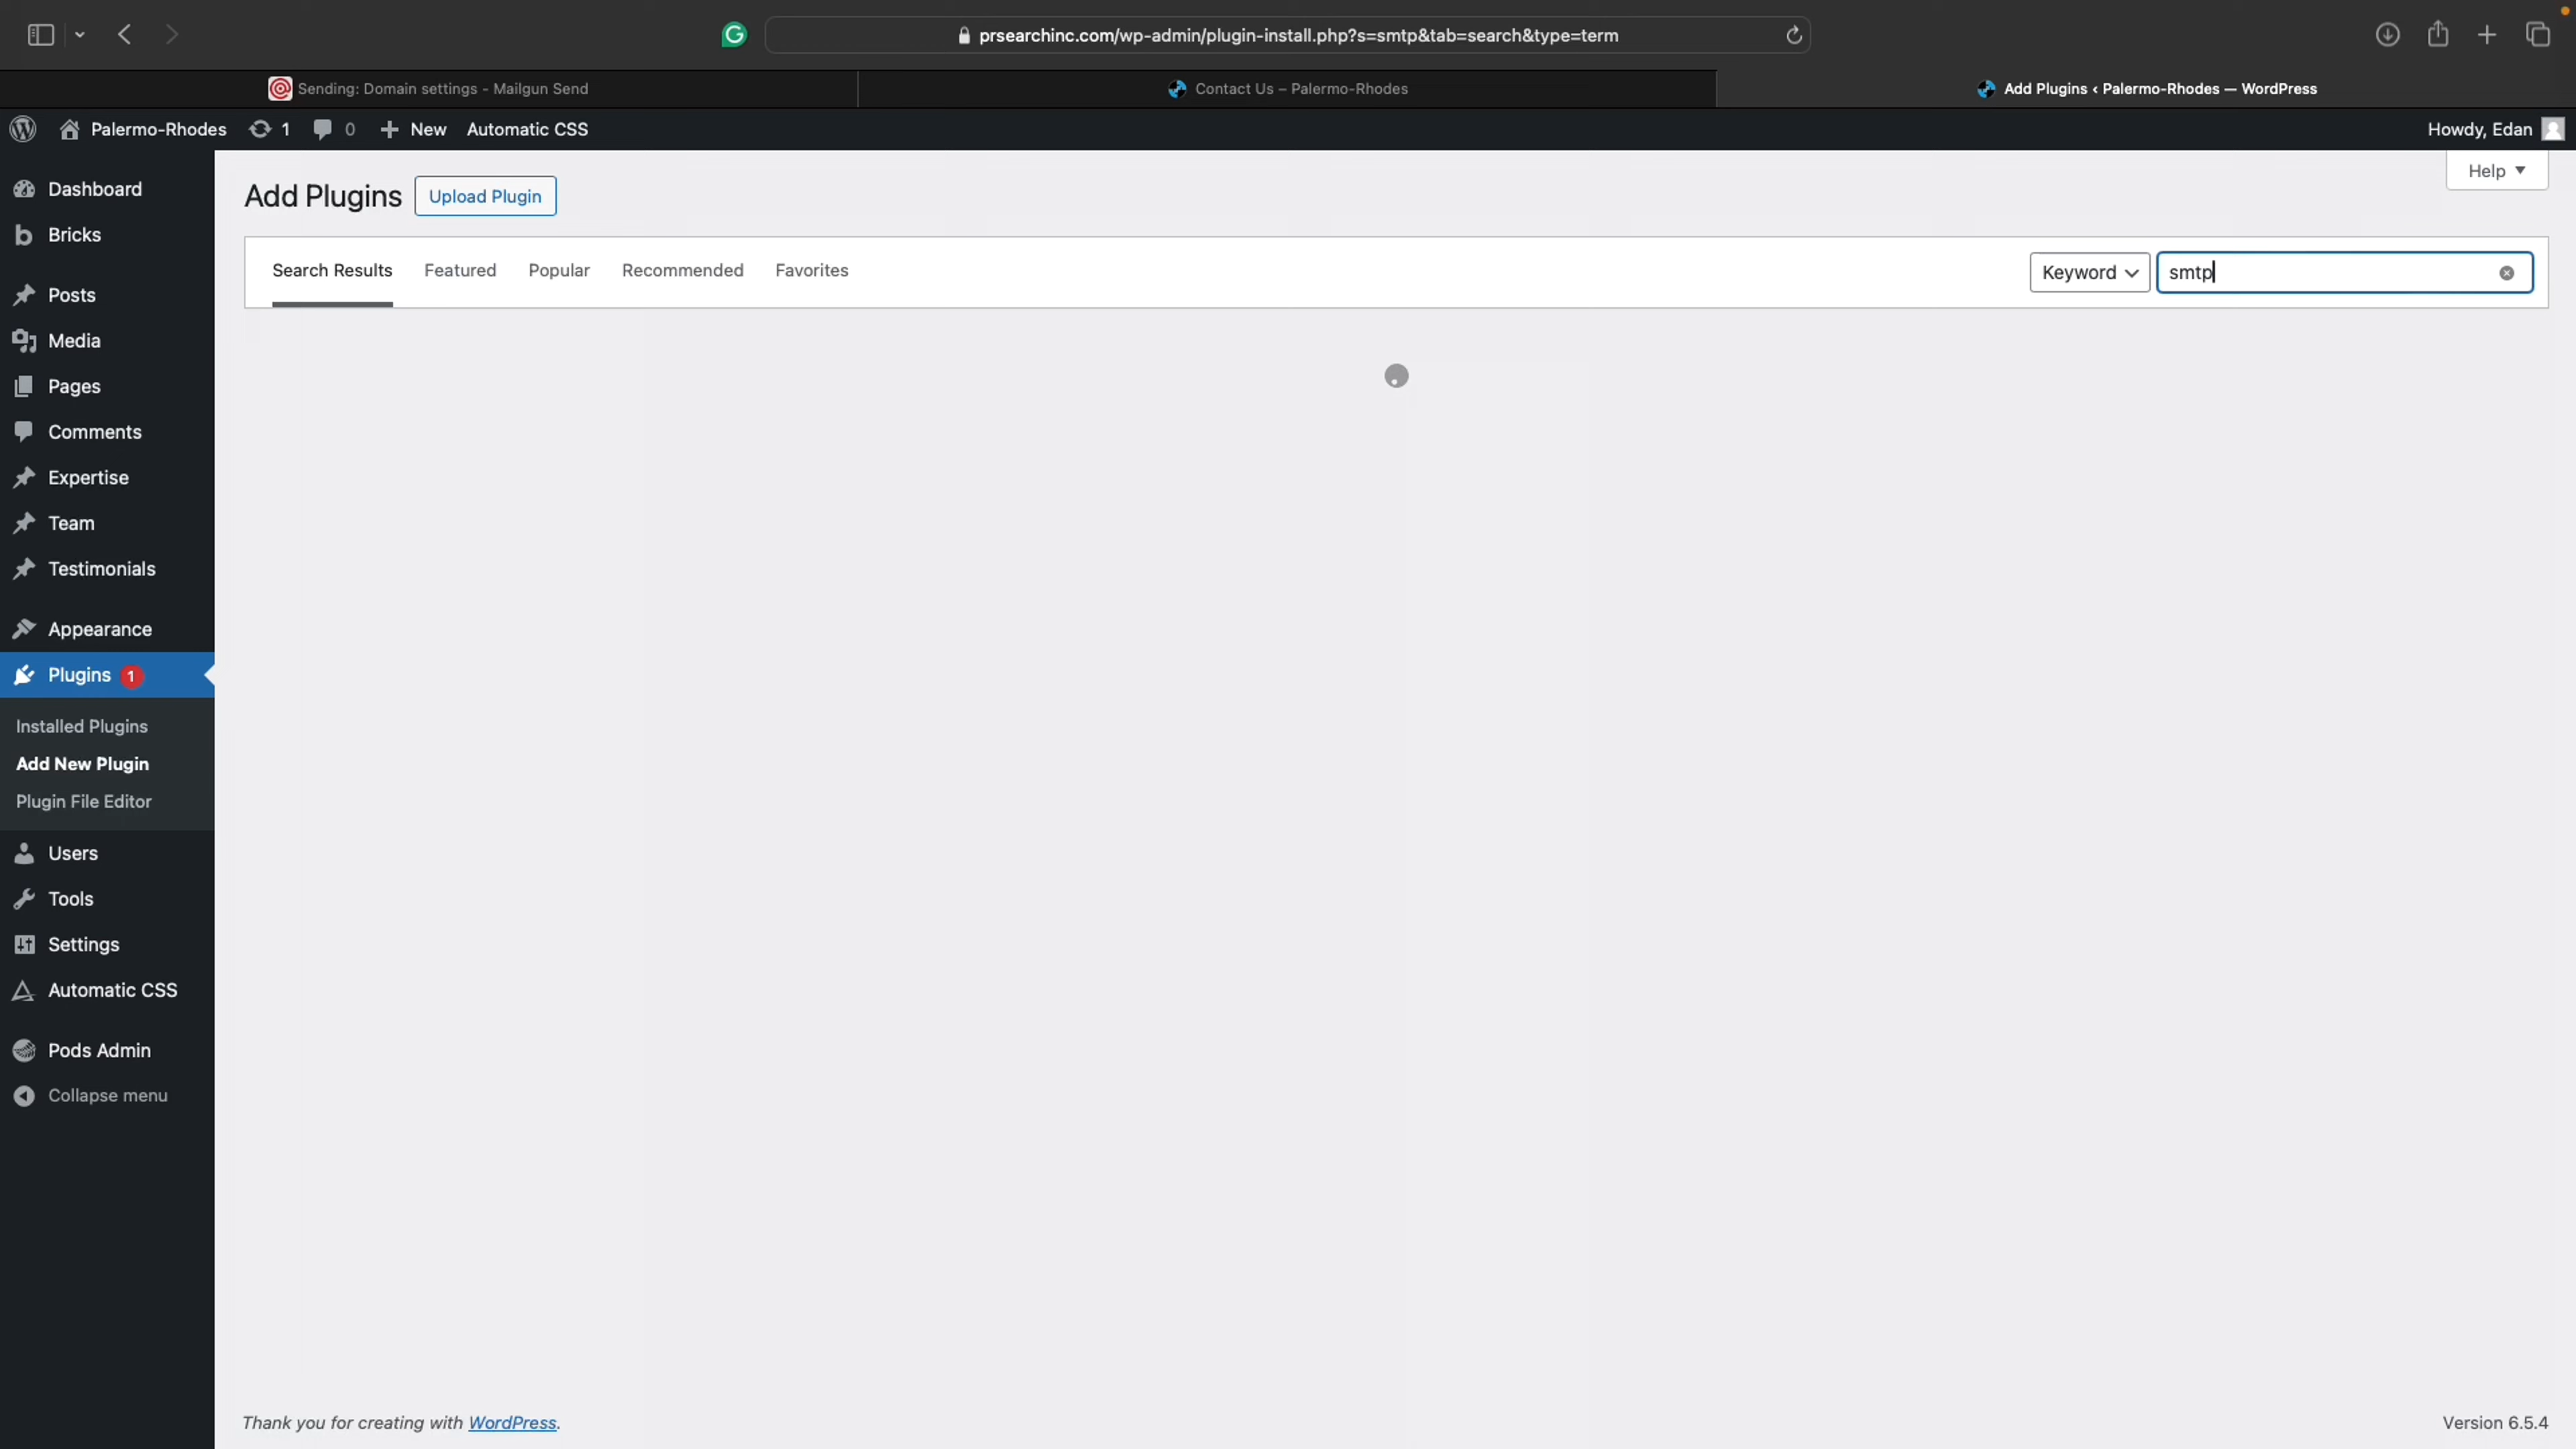 prsearchinc.com/wp-admin/plugin-install.php?s=smtp&tab=search&type=term
Sending: Domain settings - Mailgun Send
Contact Us – Palermo-Rhodes
Add Plugins ‹ Palermo-Rhodes — WordPress
Palermo-Rhodes 1 0 New Automatic CSS
Howdy, Edan
Dashboard
Bricks
Posts
Media
Pages
Comments
Expertise
Team
Testimonials
Appearance
Plugins 1
Installed Plugins
Add New Plugin
Plugin File Editor
Users
Tools
Settings
Automatic CSS
Pods Admin
Collapse menu
Help
Add Plugins Upload Plugin
Search Results Featured Popular Recommended Favorites
Keyword smtp
Thank you for creating with WordPress.
Version 6.5.4